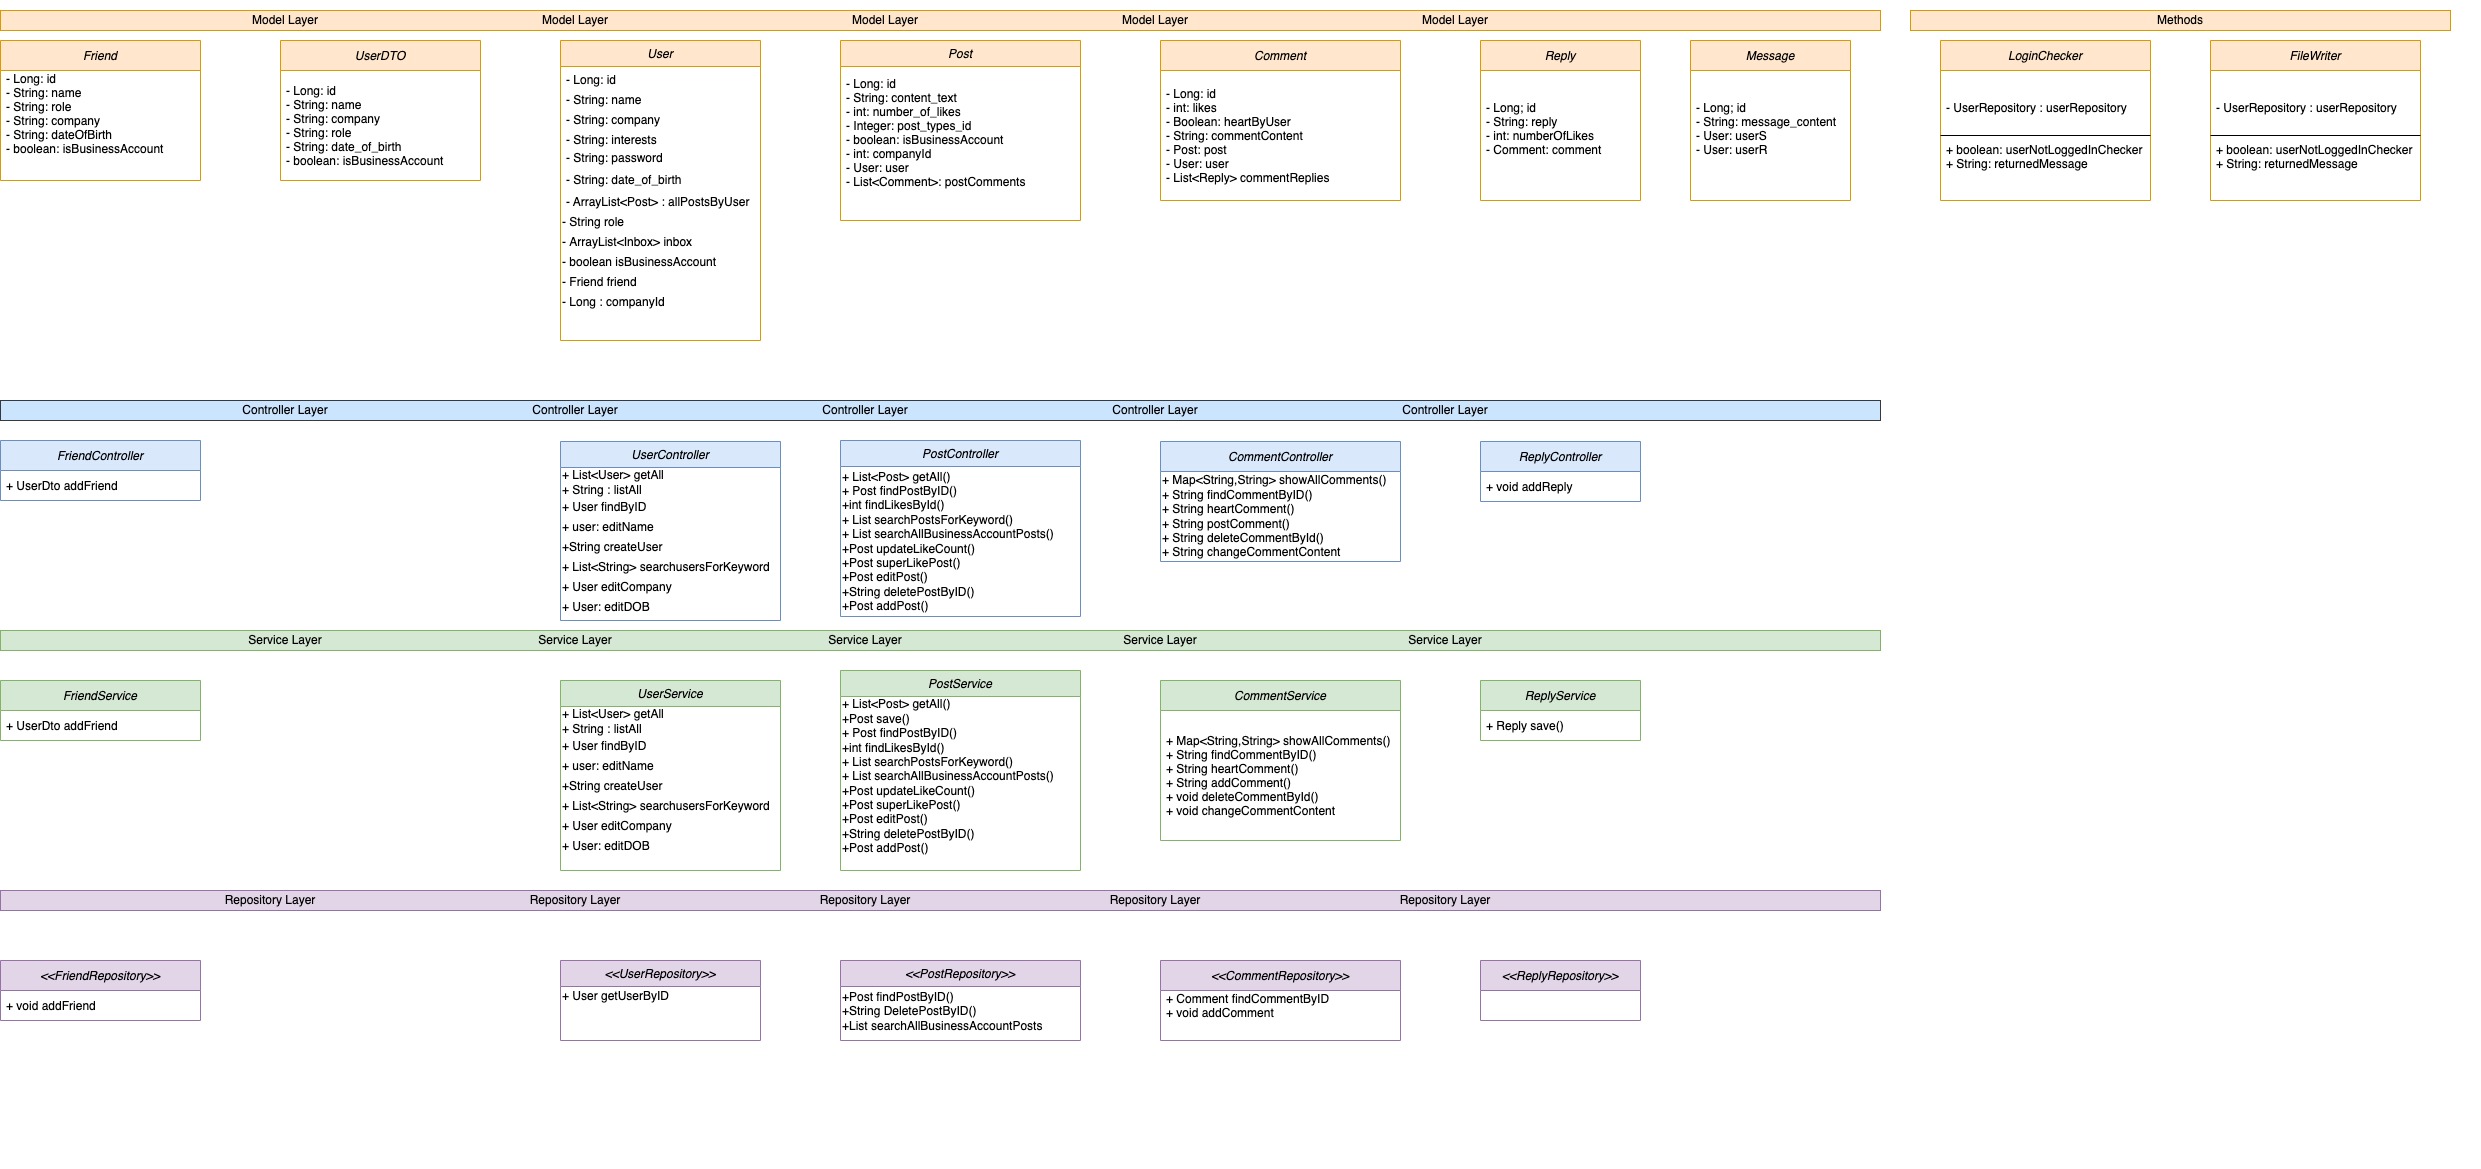 Model Layer Model Layer Model Layer Model Layer Model Layer
Methods
Friend
- Long: id
- String: name
- String: role
- String: company
- String: dateOfBirth
- boolean: isBusinessAccount
UserDTO
- Long: id
- String: name
- String: company
- String: role
- String: date_of_birth
- boolean: isBusinessAccount
User
- Long: id
- String: name
- String: company
- String: interests
- String: password
- String: date_of_birth
- ArrayList<Post> : allPostsByUser
- String role
- ArrayList<Inbox> inbox
- boolean isBusinessAccount
- Friend friend
- Long : companyId
Post
- Long: id
- String: content_text
- int: number_of_likes
- Integer: post_types_id
- boolean: isBusinessAccount
- int: companyId
- User: user
- List<Comment>: postComments
Comment
- Long: id
- int: likes
- Boolean: heartByUser
- String: commentContent
- Post: post
- User: user
- List<Reply> commentReplies
Reply
- Long; id
- String: reply
- int: numberOfLikes
- Comment: comment
Message
- Long; id
- String: message_content
- User: userS
- User: userR
LoginChecker
- UserRepository : userRepository
+ boolean: userNotLoggedInChecker
+ String: returnedMessage
FileWriter
- UserRepository : userRepository
+ boolean: userNotLoggedInChecker
+ String: returnedMessage
Controller Layer Controller Layer Controller Layer Controller Layer Controller Layer
FriendController
+ UserDto addFriend
UserController
+ List<User> getAll
+ String : listAll
+ User findByID
+ user: editName
+String createUser
+ List<String> searchusersForKeyword
+ User editCompany
+ User: editDOB
PostController
+ List<Post> getAll()
+ Post findPostByID()
+int findLikesById()
+ List searchPostsForKeyword()
+ List searchAllBusinessAccountPosts()
+Post updateLikeCount()
+Post superLikePost()
+Post editPost()
+String deletePostByID()
+Post addPost()
CommentController
+ Map<String,String> showAllComments()
+ String findCommentByID()
+ String heartComment()
+ String postComment()
+ String deleteCommentById()
+ String changeCommentContent
ReplyController
+ void addReply
Service Layer Service Layer Service Layer Service Layer Service Layer
FriendService
+ UserDto addFriend
UserService
+ List<User> getAll
+ String : listAll
+ User findByID
+ user: editName
+String createUser
+ List<String> searchusersForKeyword
+ User editCompany
+ User: editDOB
PostService
+ List<Post> getAll()
+Post save()
+ Post findPostByID()
+int findLikesById()
+ List searchPostsForKeyword()
+ List searchAllBusinessAccountPosts()
+Post updateLikeCount()
+Post superLikePost()
+Post editPost()
+String deletePostByID()
+Post addPost()
CommentService
+ Map<String,String> showAllComments()
+ String findCommentByID()
+ String heartComment()
+ String addComment()
+ void deleteCommentById()
+ void changeCommentContent
ReplyService
+ Reply save()
Repository Layer Repository Layer Repository Layer Repository Layer Repository Layer
<<FriendRepository>>
+ void addFriend
<<UserRepository>>
+ User getUserByID
<<PostRepository>>
+Post findPostByID()
+String DeletePostByID()
+List searchAllBusinessAccountPosts
<<CommentRepository>>
+ Comment findCommentByID
+ void addComment
<<ReplyRepository>>